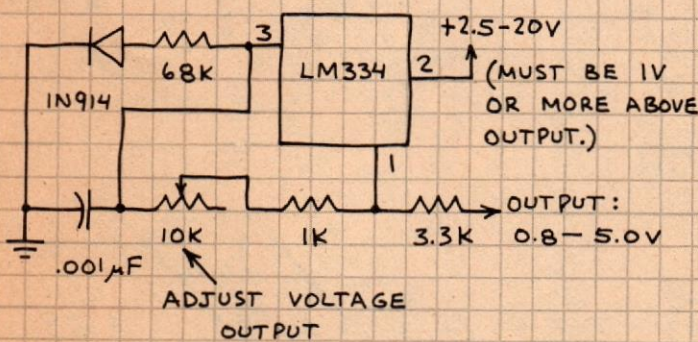 +2.5-20V
3
LM334
2
68K
(MUST BE 1V
1N914
OR MORE ABOVE
OUTPUT.)
1
OUTPUT:
10K
1K
3.3K
0.8-5.0V
.001µF
ADJUST VOLTAGE
OUTPUT